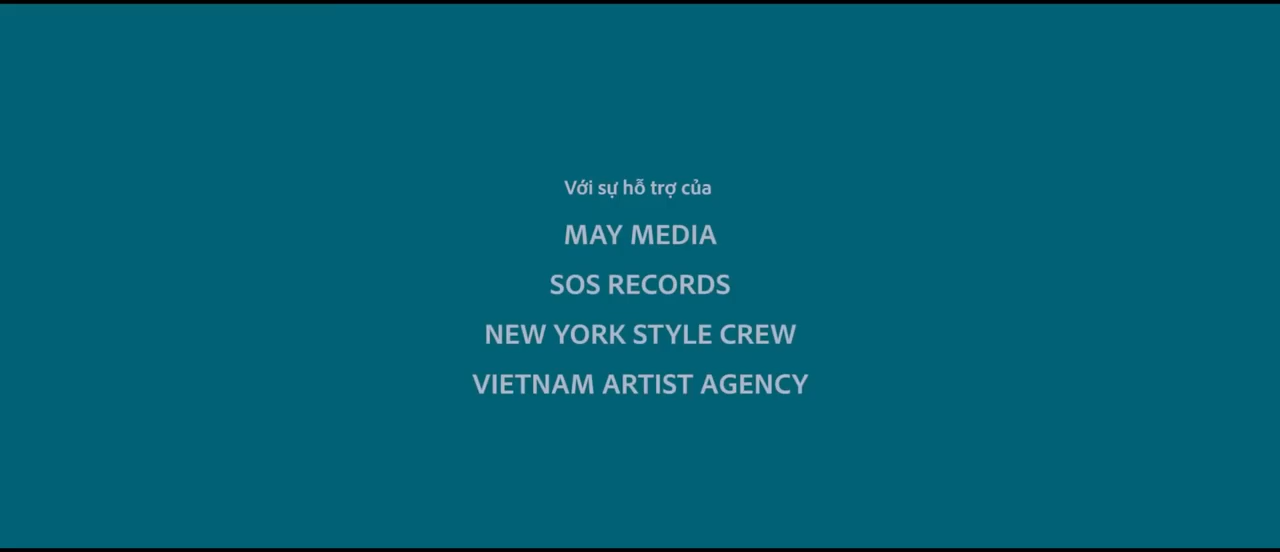 Với sự hỗ trợ của
MAY MEDIA
SOS RECORDS
NEW YORK STYLE CREW
VIETNAM ARTIST AGENCY